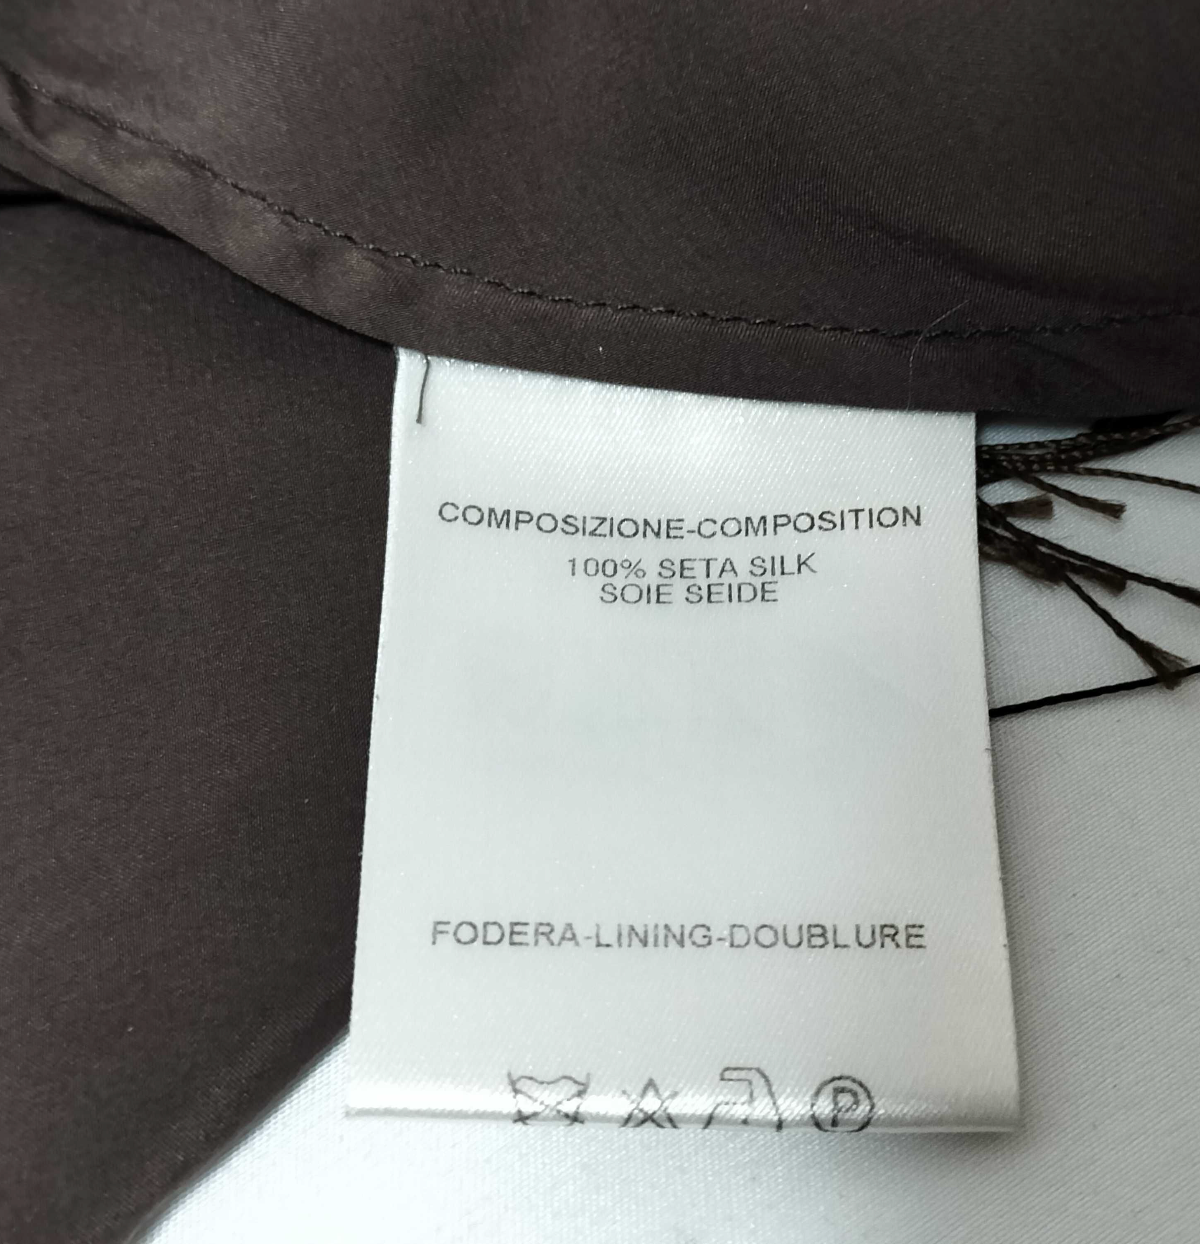 COMPOSIZIONE-COMPOSITION
100% SETA SILK
SOIE SEIDE
FODERA-LINING-DOUBLURE
P